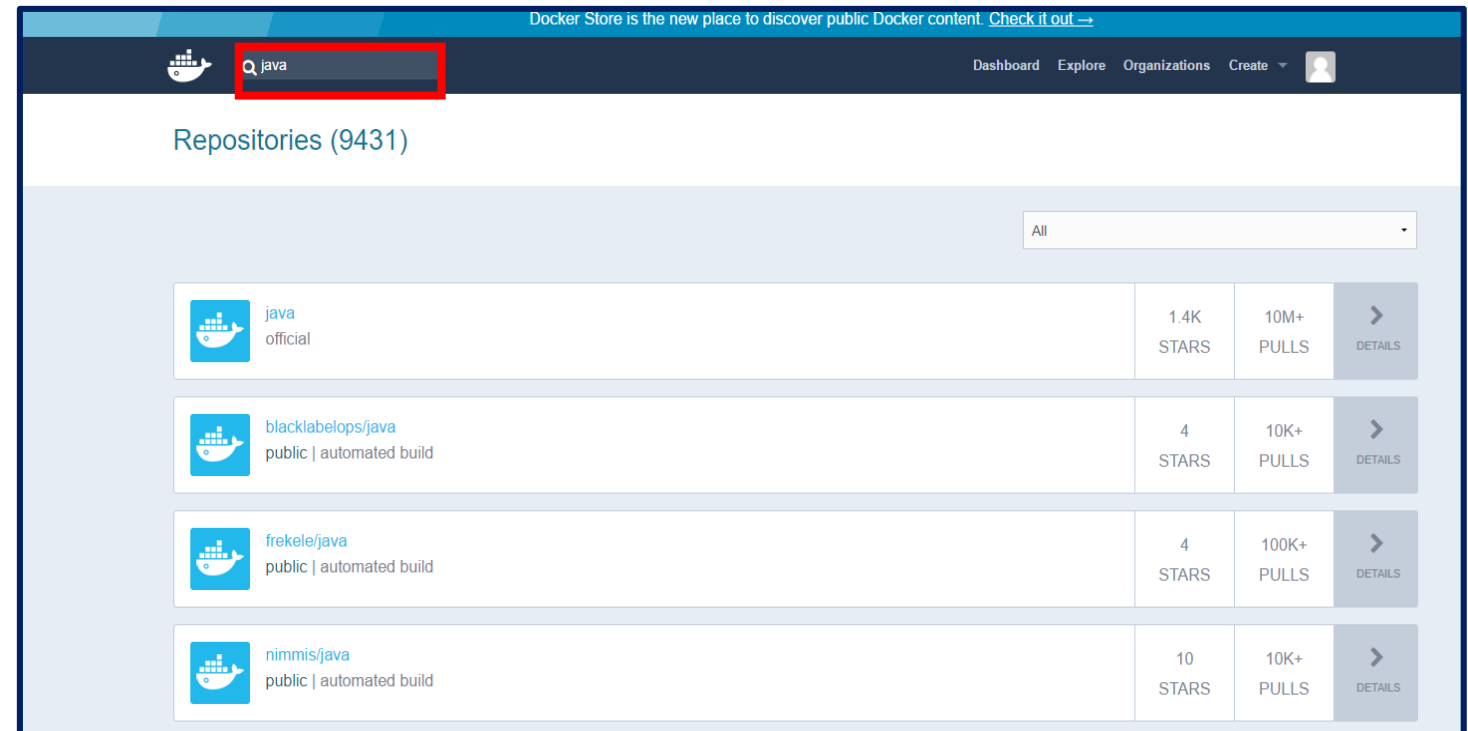 Docker Store is the new place to discover public Docker content. Check it out →
java Dashboard Explore Organizations Create
Repositories (9431)
All
java
official
1.4K STARS
10M+ PULLS
DETAILS
blacklabelops/java
public | automated build
4 STARS
10K+ PULLS
DETAILS
frekele/java
public | automated build
4 STARS
100K+ PULLS
DETAILS
nimmis/java
public | automated build
10 STARS
10K+ PULLS
DETAILS